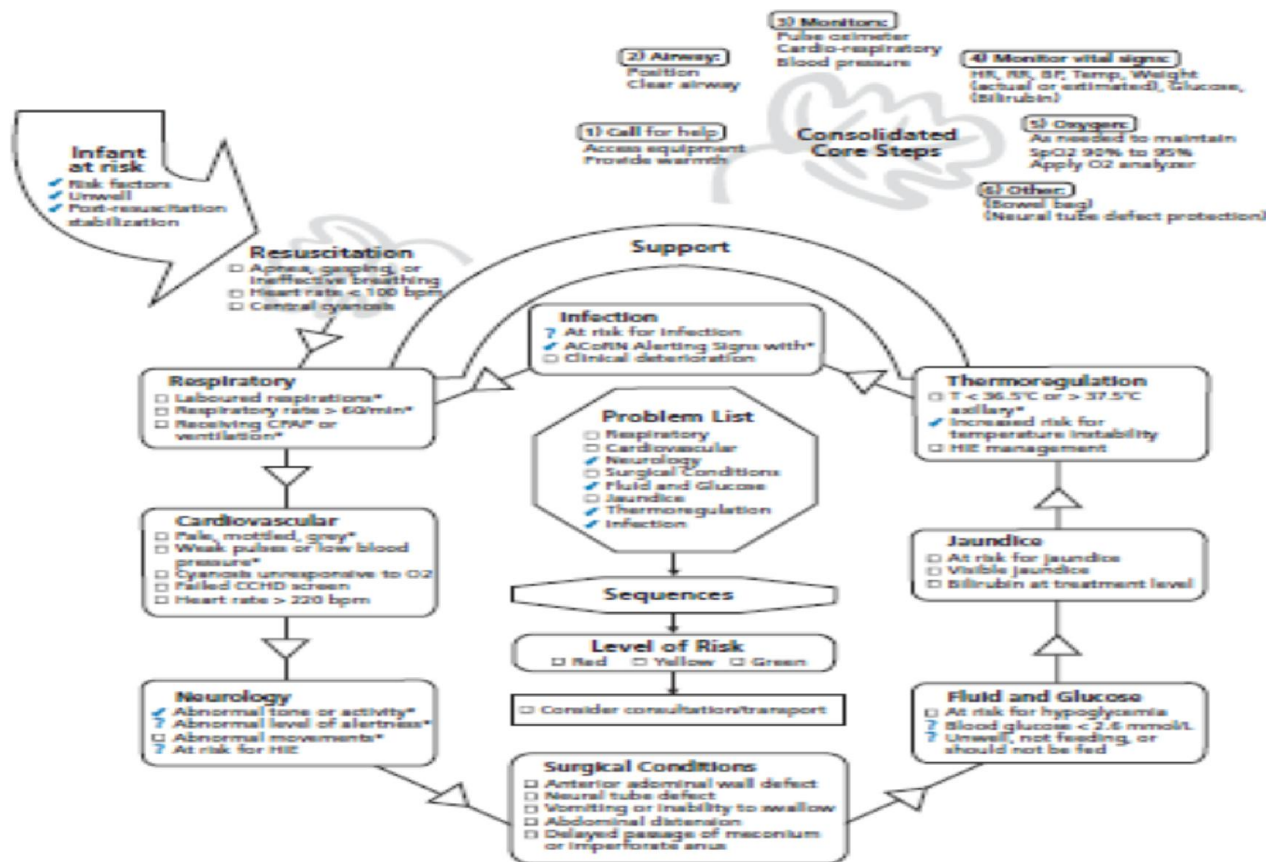 3) Monitors:
Pulse oximeter
Cardio-respiratory
Blood pressure
2) Airway:
Position
Clear airway
4) Monitor vital signs:
HR, RR, BP, Temp, Weight
(actual or estimated), Glucose,
(Bilirubin)
1) Call for help
Access equipment
Provide warmth
Consolidated
Core Steps
5) Oxygen:
As needed to maintain
SpO2 90% to 95%
Apply O2 analyzer
6) Other:
(Bowel bag)
(Neural tube defect protection)
Infant
at risk
✓ Risk factors
✓ Unwell
✓ Post-resuscitation
stabilization
Resuscitation
□ Apnea, gasping, or
ineffective breathing
□ Heart rate < 100 bpm
□ Central cyanosis
Support
Infection
? At risk for infection
✓ ACoRN Alerting Signs with*
□ Clinical deterioration
Respiratory
□ Laboured respirations*
□ Respiratory rate > 60/min*
□ Receiving CPAP or
ventilation*
Cardiovascular
□ Pale, mottled, grey*
□ Weak pulses or low blood
pressure*
□ Cyanosis unresponsive to O2
□ Failed CCHD screen
□ Heart rate > 220 bpm
Neurology
✓ Abnormal tone or activity*
? Abnormal level of alertness*
□ Abnormal movements*
? At risk for HIE
Surgical Conditions
□ Anterior adominal wall defect
□ Neural tube defect
□ Vomiting or inability to swallow
□ Abdominal distension
□ Delayed passage of meconium
or imperforate anus
Fluid and Glucose
□ At risk for hypoglycemia
? Blood glucose < 2.6 mmol/L
? Unwell, not feeding, or
should not be fed
Jaundice
□ At risk for jaundice
□ Visible jaundice
□ Bilirubin at treatment level
Thermoregulation
□ T < 36.5°C or > 37.5°C
axillary*
✓ Increased risk for
temperature instability
□ HIE management
Problem List
□ Respiratory
□ Cardiovascular
✓ Neurology
□ Surgical Conditions
✓ Fluid and Glucose
□ Jaundice
✓ Thermoregulation
✓ Infection
Sequences
Level of Risk
□ Red □ Yellow □ Green
□ Consider consultation/transport